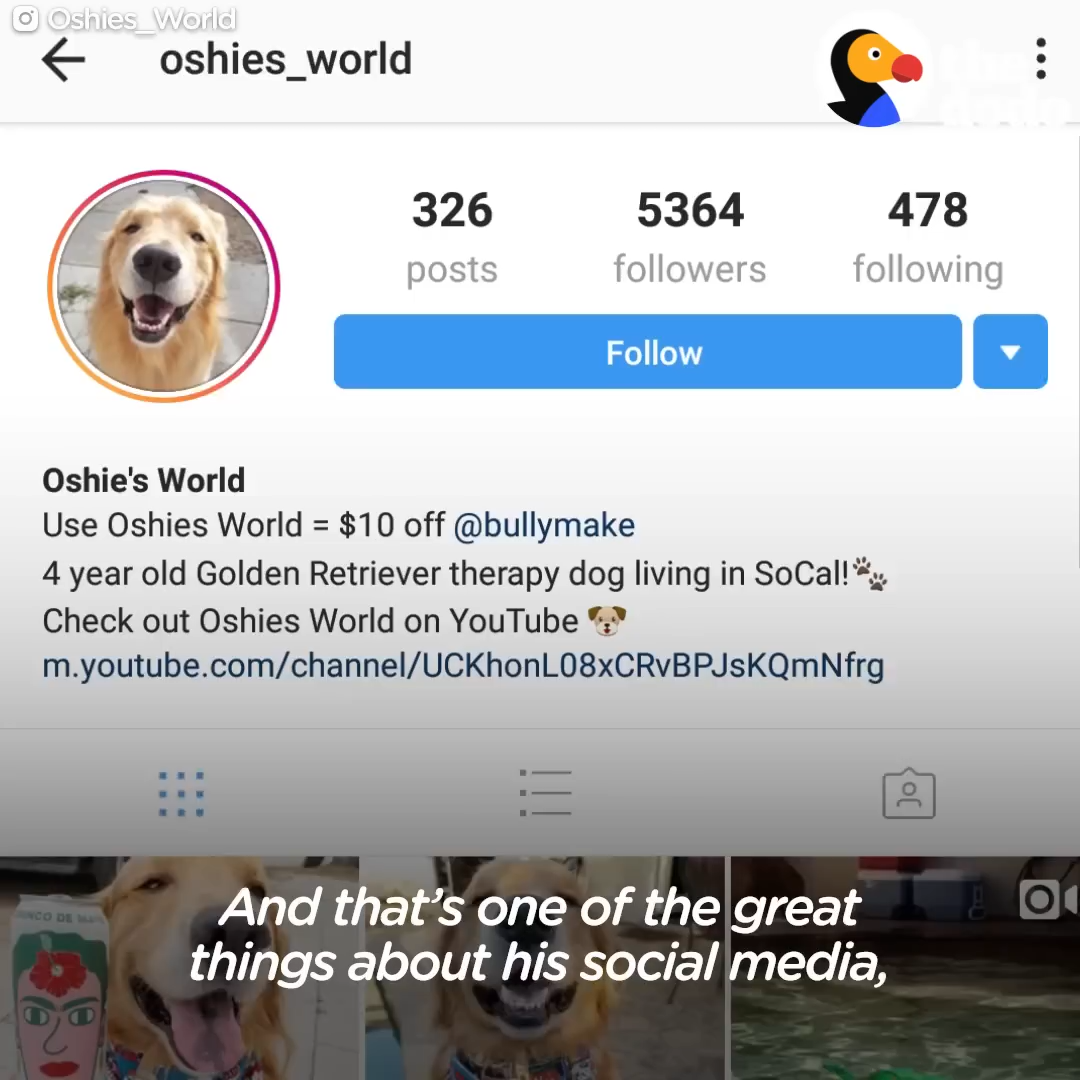 Oshies_World
oshies_world
the
dodo
326
5364
478
posts
followers
following
Follow
Oshie's World
Use Oshies World = $10 off @bullymake
4 year old Golden Retriever therapy dog living in SoCal!🐾
Check out Oshies World on YouTube 🐶
m.youtube.com/channel/UCKhonL08xCRvBPJsKQmNfrg
And that's one of the great
things about his social media,